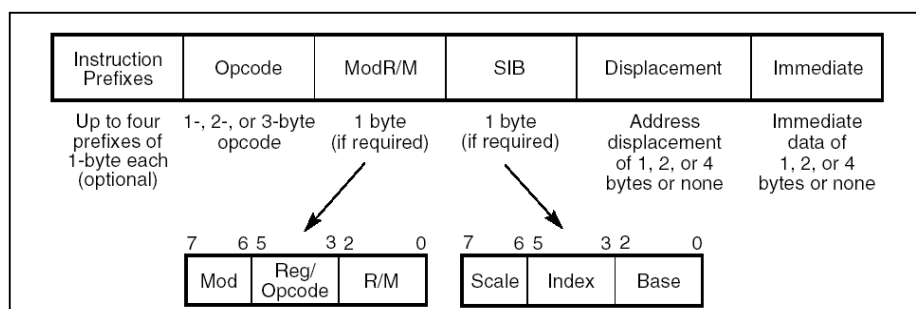 Instruction Prefixes
Opcode
ModR/M
SIB
Displacement
Immediate
Up to four prefixes of 1-byte each (optional)
1-, 2-, or 3-byte opcode
1 byte (if required)
1 byte (if required)
Address displacement of 1, 2, or 4 bytes or none
Immediate data of 1, 2, or 4 bytes or none
7 6 5 3 2 0
Mod
Reg/Opcode
R/M
7 6 5 3 2 0
Scale
Index
Base